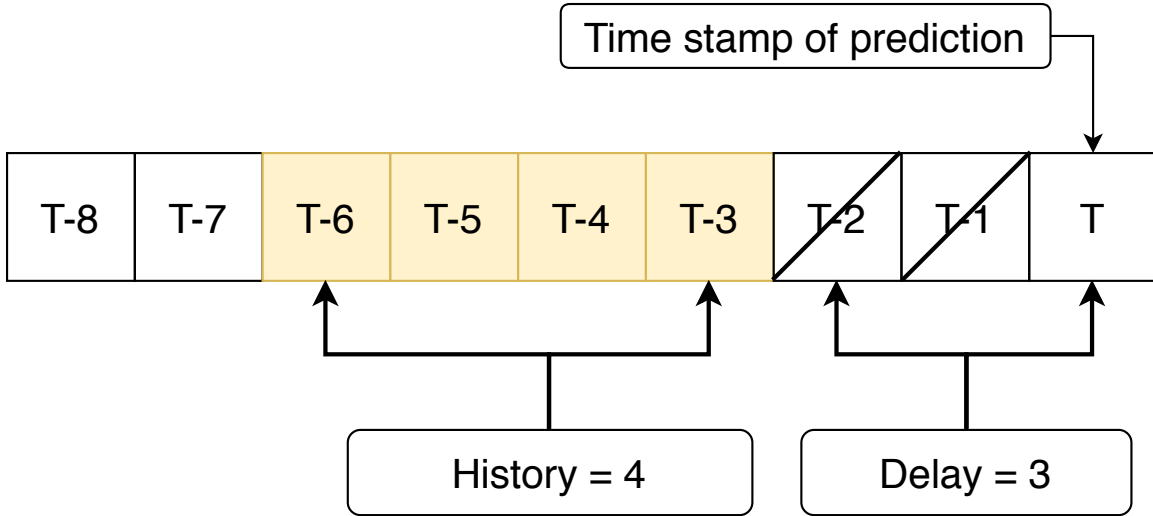 Time stamp of prediction
T-8 T-7 T-6 T-5 T-4 T-3 T-2 T-1 T
History = 4
Delay = 3